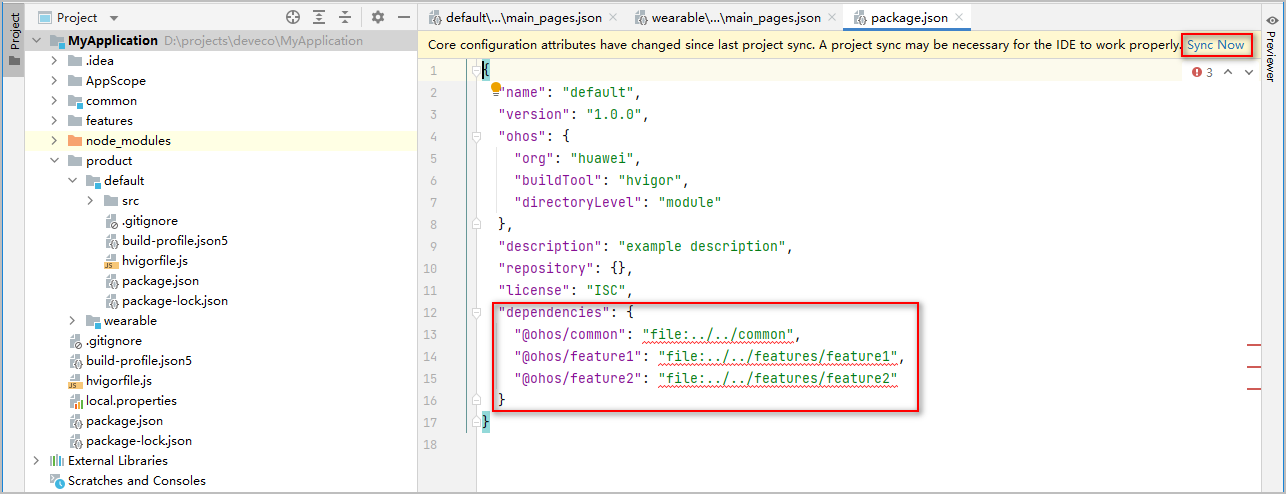 Project
Project
MyApplication D:\projects\deveco\MyApplication
.idea
AppScope
common
features
node_modules
product
default
src
.gitignore
build-profile.json5
hvigorfile.js
package.json
package-lock.json
wearable
.gitignore
build-profile.json5
hvigorfile.js
local.properties
package.json
package-lock.json
External Libraries
Scratches and Consoles
default\...\main_pages.json
wearable\...\main_pages.json
package.json
Core configuration attributes have changed since last project sync. A project sync may be necessary for the IDE to work properly. Sync Now
3
1 {
2 "name": "default",
3 "version": "1.0.0",
4 "ohos": {
5 "org": "huawei",
6 "buildTool": "hvigor",
7 "directoryLevel": "module"
8 },
9 "description": "example description",
10 "repository": {},
11 "license": "ISC",
12 "dependencies": {
13 "@ohos/common": "file:../../common",
14 "@ohos/feature1": "file:../../features/feature1",
15 "@ohos/feature2": "file:../../features/feature2"
16 }
17 }
18
Previewer